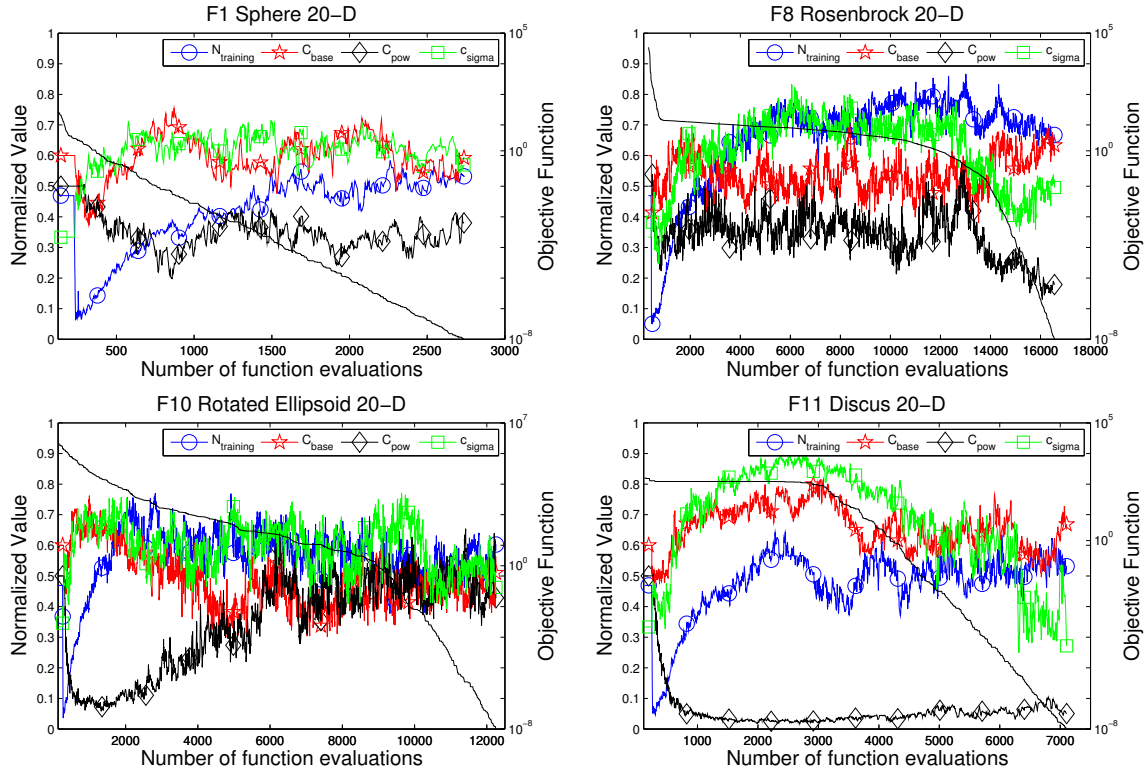 F1 Sphere 20-D
N_training C_base C_pow c_sigma
Normalized Value
1
0.9
0.8
0.7
0.6
0.5
0.4
0.3
0.2
0.1
0
500 1000 1500 2000 2500 3000
Number of function evaluations
10^5
10^0
10^-8
Objective Function
F8 Rosenbrock 20-D
N_training C_base C_pow c_sigma
Normalized Value
1
0.9
0.8
0.7
0.6
0.5
0.4
0.3
0.2
0.1
0
2000 4000 6000 8000 10000 12000 14000 16000 18000
Number of function evaluations
10^5
10^0
10^-8
Objective Function
F10 Rotated Ellipsoid 20-D
N_training C_base C_pow c_sigma
Normalized Value
1
0.9
0.8
0.7
0.6
0.5
0.4
0.3
0.2
0.1
0
2000 4000 6000 8000 10000 12000
Number of function evaluations
10^7
10^0
10^-8
Objective Function
F11 Discus 20-D
N_training C_base C_pow c_sigma
Normalized Value
1
0.9
0.8
0.7
0.6
0.5
0.4
0.3
0.2
0.1
0
1000 2000 3000 4000 5000 6000 7000
Number of function evaluations
10^5
10^0
10^-8
Objective Function